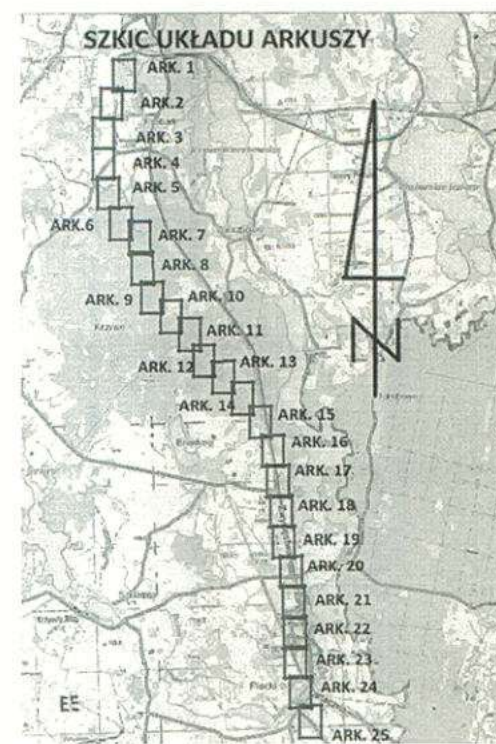 SZKIC UKŁADU ARKUSZY
ARK. 1
ARK.2
ARK. 3
ARK. 4
ARK. 5
ARK.6
ARK. 7
ARK. 8
ARK. 9
ARK. 10
ARK. 11
ARK. 12
ARK. 13
ARK. 14
ARK. 15
ARK. 16
ARK. 17
ARK. 18
ARK. 19
ARK. 20
ARK. 21
ARK. 22
ARK. 23
ARK. 24
ARK. 25
N
EE